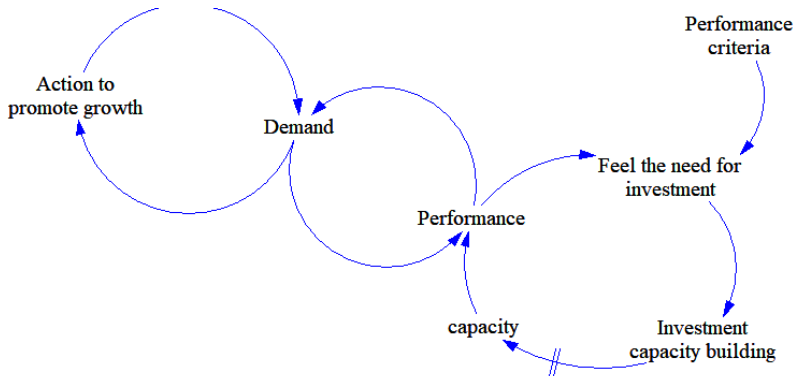 Performance
criteria
Action to
promote growth
Demand
Feel the need for
investment
Performance
capacity
Investment
capacity building